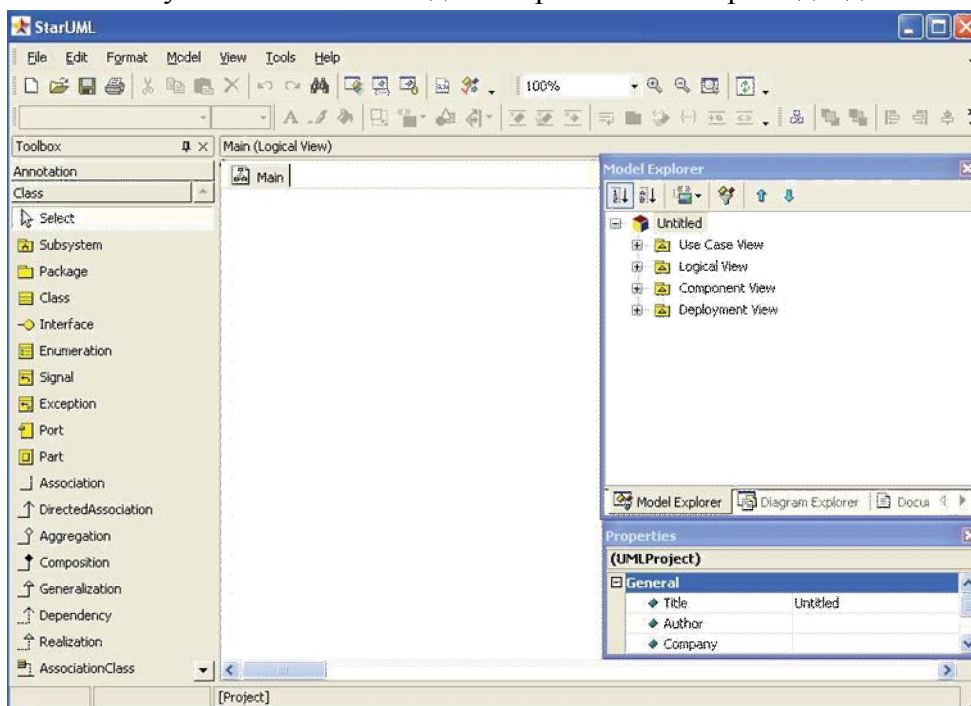 StarUML
File Edit Format Model View Tools Help
100%
Toolbox
Annotation
Class
Select
Subsystem
Package
Class
Interface
Enumeration
Signal
Exception
Port
Part
Association
DirectedAssociation
Aggregation
Composition
Generalization
Dependency
Realization
AssociationClass
Main (Logical View)
Main
Model Explorer
Untitled
Use Case View
Logical View
Component View
Deployment View
Model Explorer Diagram Explorer Docu
Properties
(UMLProject)
General
Title Untitled
Author
Company
[Project]